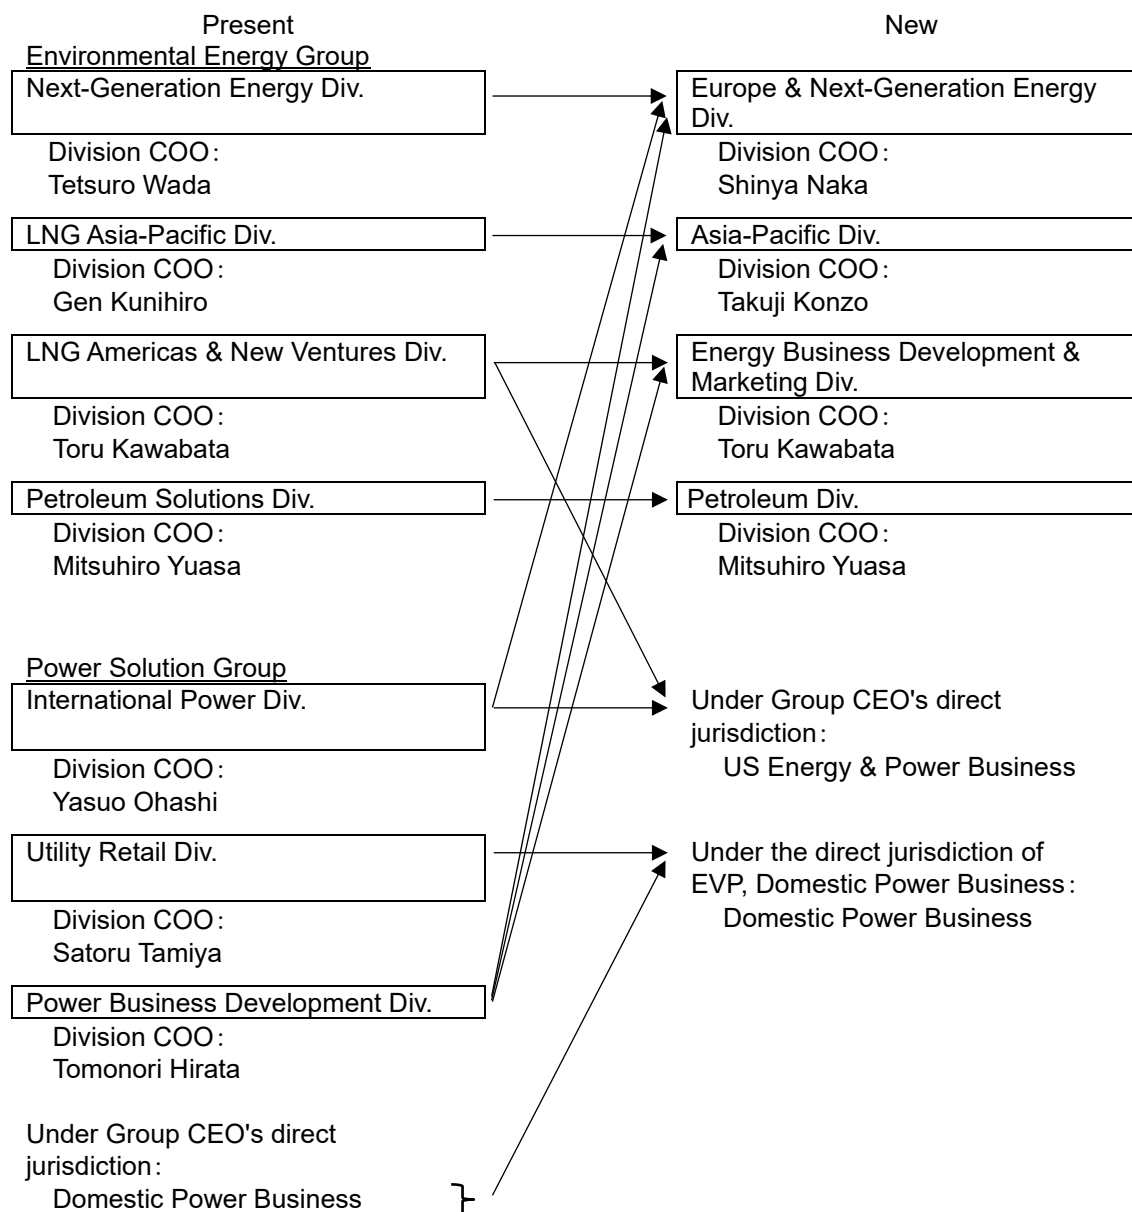 Present
New
Environmental Energy Group
Next-Generation Energy Div.
Europe & Next-Generation Energy
Div.
Division COO:
Tetsuro Wada
Division COO:
Shinya Naka
LNG Asia-Pacific Div.
Asia-Pacific Div.
Division COO:
Gen Kunihiro
Division COO:
Takuji Konzo
LNG Americas & New Ventures Div.
Energy Business Development &
Marketing Div.
Division COO:
Toru Kawabata
Division COO:
Toru Kawabata
Petroleum Solutions Div.
Petroleum Div.
Division COO:
Mitsuhiro Yuasa
Division COO:
Mitsuhiro Yuasa
Power Solution Group
International Power Div.
Under Group CEO's direct
jurisdiction:
US Energy & Power Business
Division COO:
Yasuo Ohashi
Utility Retail Div.
Under the direct jurisdiction of
EVP, Domestic Power Business:
Domestic Power Business
Division COO:
Satoru Tamiya
Power Business Development Div.
Division COO:
Tomonori Hirata
Under Group CEO's direct
jurisdiction:
Domestic Power Business